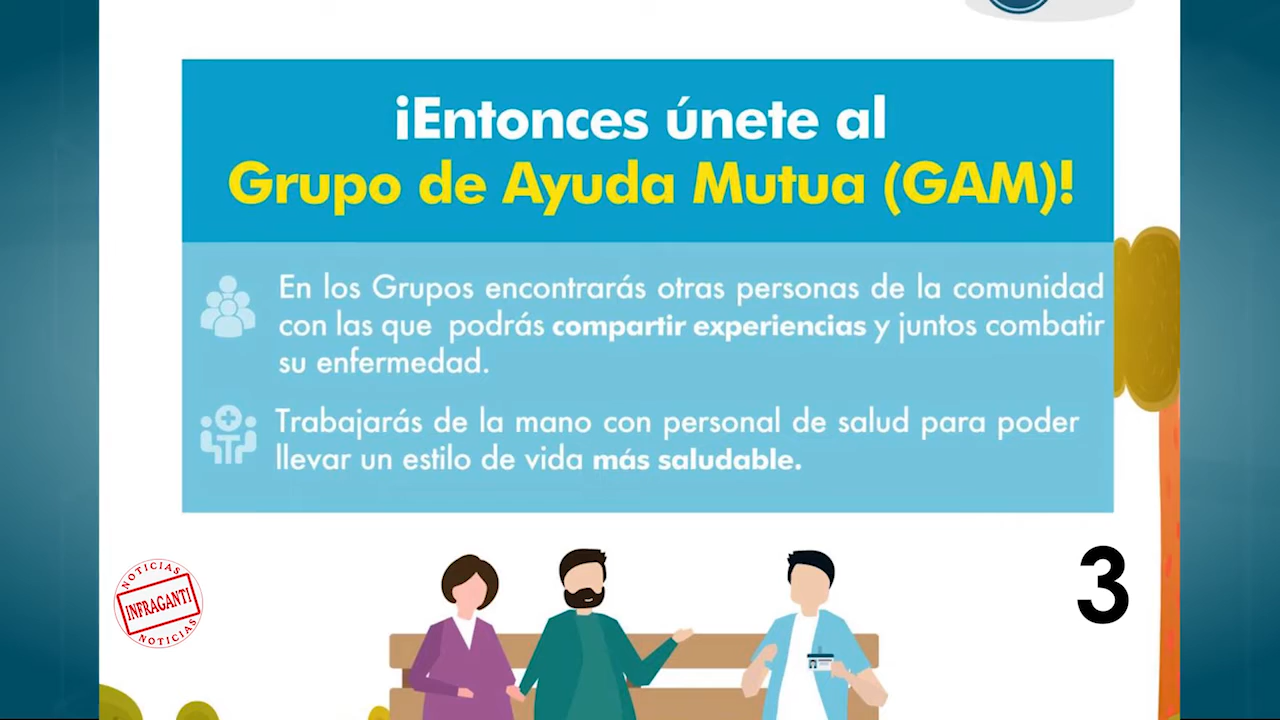 ¡Entonces únete al
Grupo de Ayuda Mutua (GAM)!
En los Grupos encontrarás otras personas de la comunidad
con las que podrás compartir experiencias y juntos combatir
su enfermedad.
Trabajarás de la mano con personal de salud para poder
llevar un estilo de vida más saludable.
NOTICIAS
INFRAGANTI
NOTICIAS
3